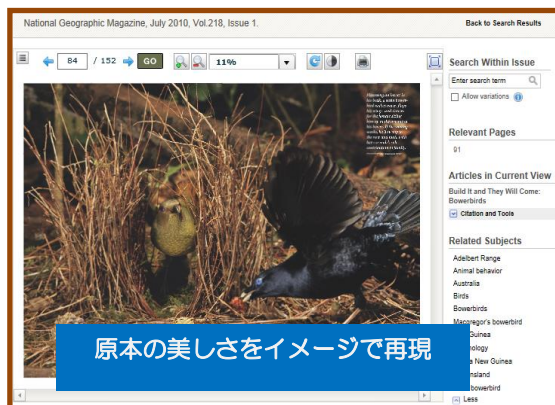 National Geographic Magazine, July 2010, Vol.218, Issue 1.
Back to Search Results
84 / 152 GO
11%
Search Within Issue
Enter search term
Allow variations
Relevant Pages
91
Articles in Current View
Build It and They Will Come:
Bowerbirds
Citation and Tools
Related Subjects
Adelbert Range
Animal behavior
Australia
Birds
Bowerbirds
Macgregor's bowerbird
Guinea
nology
a New Guinea
nsland
bowerbird
Less
原本の美しさをイメージで再現